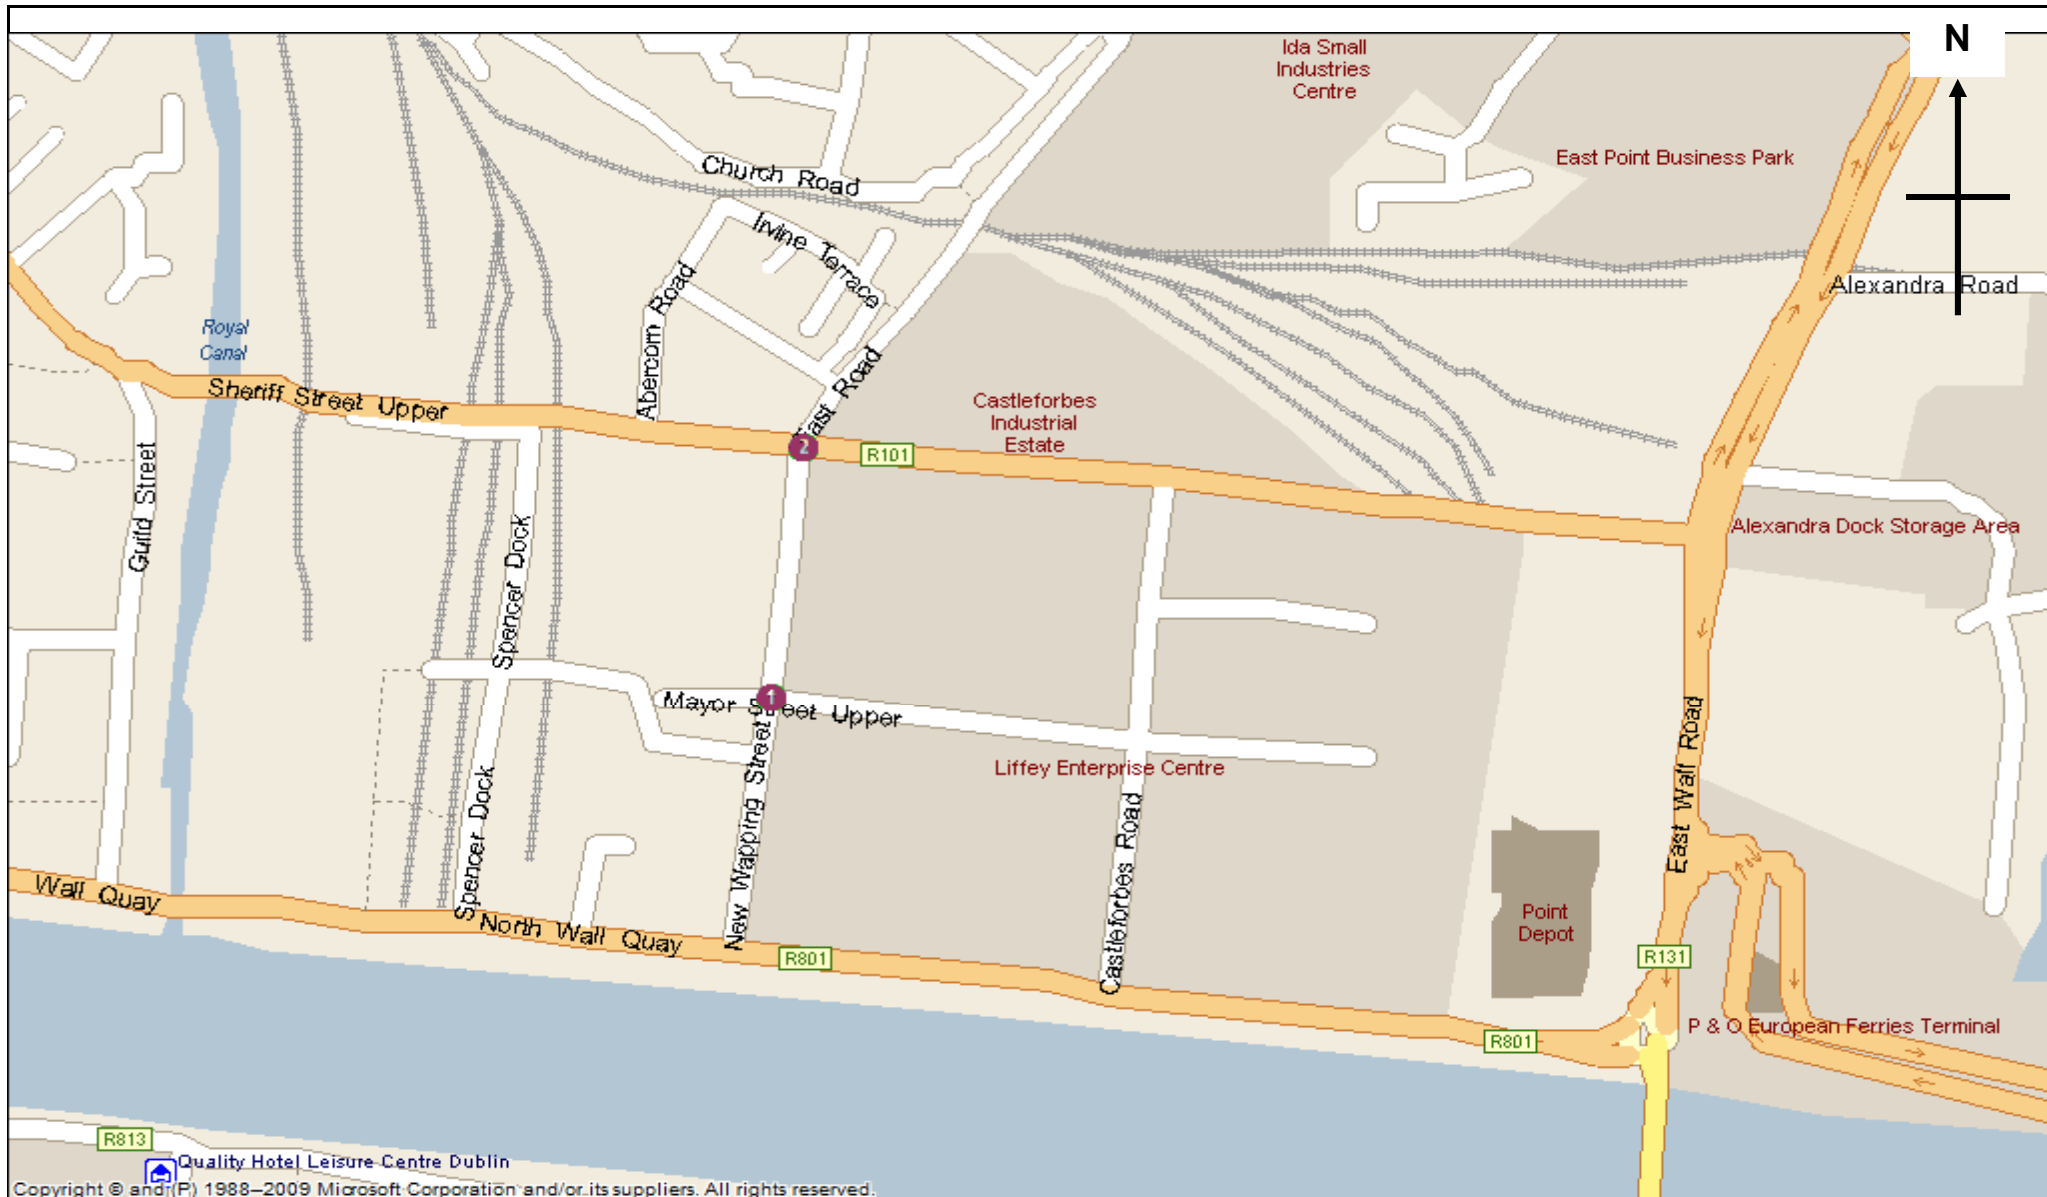 N
Ida Small
Industries
Centre
East Point Business Park
Church Road
Irvine Terrace
Alexandra Road
Abercorn Road
Royal
Canal
East Road
Sheriff Street Upper
Castleforbes
Industrial
Estate
2
R101
Guild Street
Spencer Dock
Alexandra Dock Storage Area
1
Mayor Street Upper
New Wapping Street
Liffey Enterprise Centre
East Wall Road
Spencer Dock
Castleforbes Road
Wall Quay
North Wall Quay
R801
Point
Depot
R131
R801
P & O European Ferries Terminal
R813
Quality Hotel Leisure Centre Dublin
Copyright © and (P) 1988–2009 Microsoft Corporation and/or its suppliers. All rights reserved.